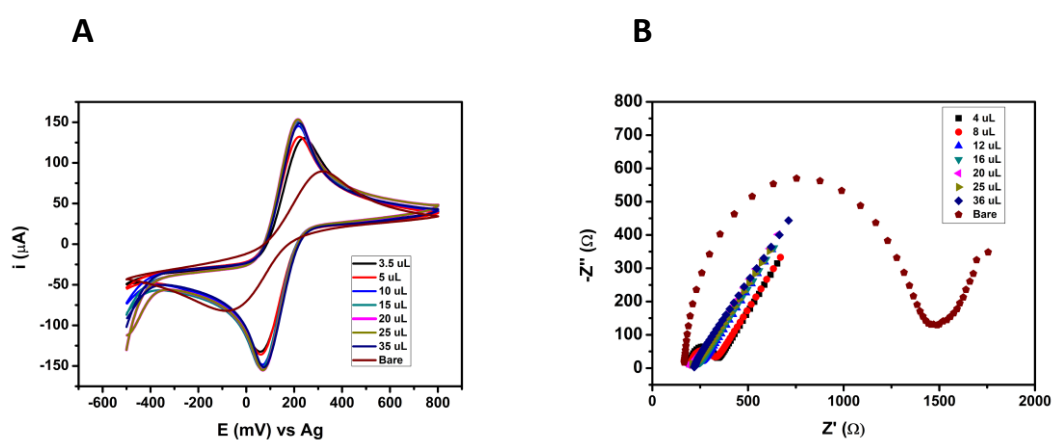 A
B
150
100
50
0
-50
-100
-150
-600
-400
-200
0
200
400
600
800
i (μA)
E (mV) vs Ag
3.5 uL
5 uL
10 uL
15 uL
20 uL
25 uL
35 uL
Bare
800
700
600
500
400
300
200
100
0
0
500
1000
1500
2000
-Z'' (Ω)
Z' (Ω)
4 uL
8 uL
12 uL
16 uL
20 uL
25 uL
36 uL
Bare